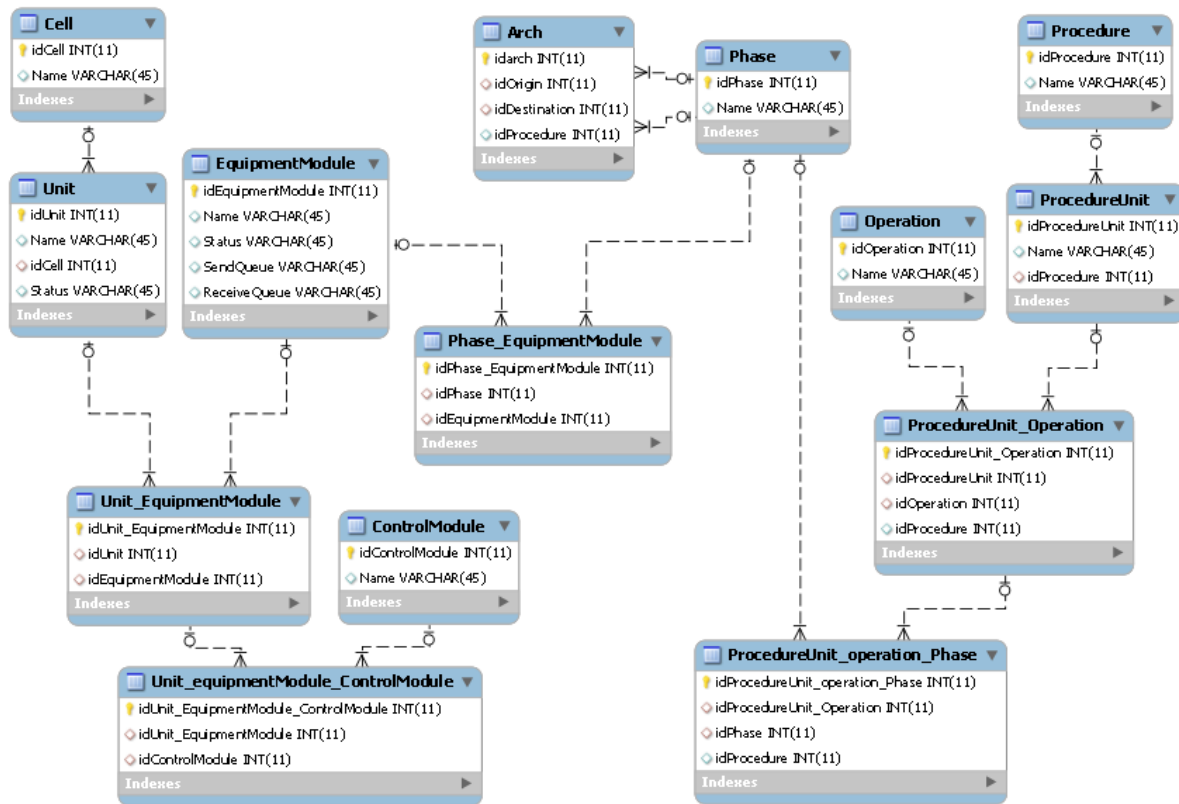 Cell
idCell INT(11)
Name VARCHAR(45)
Indexes
Unit
idUnit INT(11)
Name VARCHAR(45)
idCell INT(11)
Status VARCHAR(45)
Indexes
EquipmentModule
idEquipmentModule INT(11)
Name VARCHAR(45)
Status VARCHAR(45)
SendQueue VARCHAR(45)
ReceiveQueue VARCHAR(45)
Indexes
Arch
idarch INT(11)
idOrigin INT(11)
idDestination INT(11)
idProcedure INT(11)
Indexes
Phase
idPhase INT(11)
Name VARCHAR(45)
Indexes
Procedure
idProcedure INT(11)
Name VARCHAR(45)
Indexes
ProcedureUnit
idProcedureUnit INT(11)
Name VARCHAR(45)
idProcedure INT(11)
Indexes
Operation
idOperation INT(11)
Name VARCHAR(45)
Indexes
Phase_EquipmentModule
idPhase_EquipmentModule INT(11)
idPhase INT(11)
idEquipmentModule INT(11)
Indexes
ProcedureUnit_Operation
idProcedureUnit_Operation INT(11)
idProcedureUnit INT(11)
idOperation INT(11)
idProcedure INT(11)
Indexes
Unit_EquipmentModule
idUnit_EquipmentModule INT(11)
idUnit INT(11)
idEquipmentModule INT(11)
Indexes
ControlModule
idControlModule INT(11)
Name VARCHAR(45)
Indexes
Unit_equipmentModule_ControlModule
idUnit_EquipmentModule_ControlModule INT(11)
idUnit_EquipmentModule INT(11)
idControlModule INT(11)
Indexes
ProcedureUnit_operation_Phase
idProcedureUnit_operation_Phase INT(11)
idProcedureUnit_Operation INT(11)
idPhase INT(11)
idProcedure INT(11)
Indexes